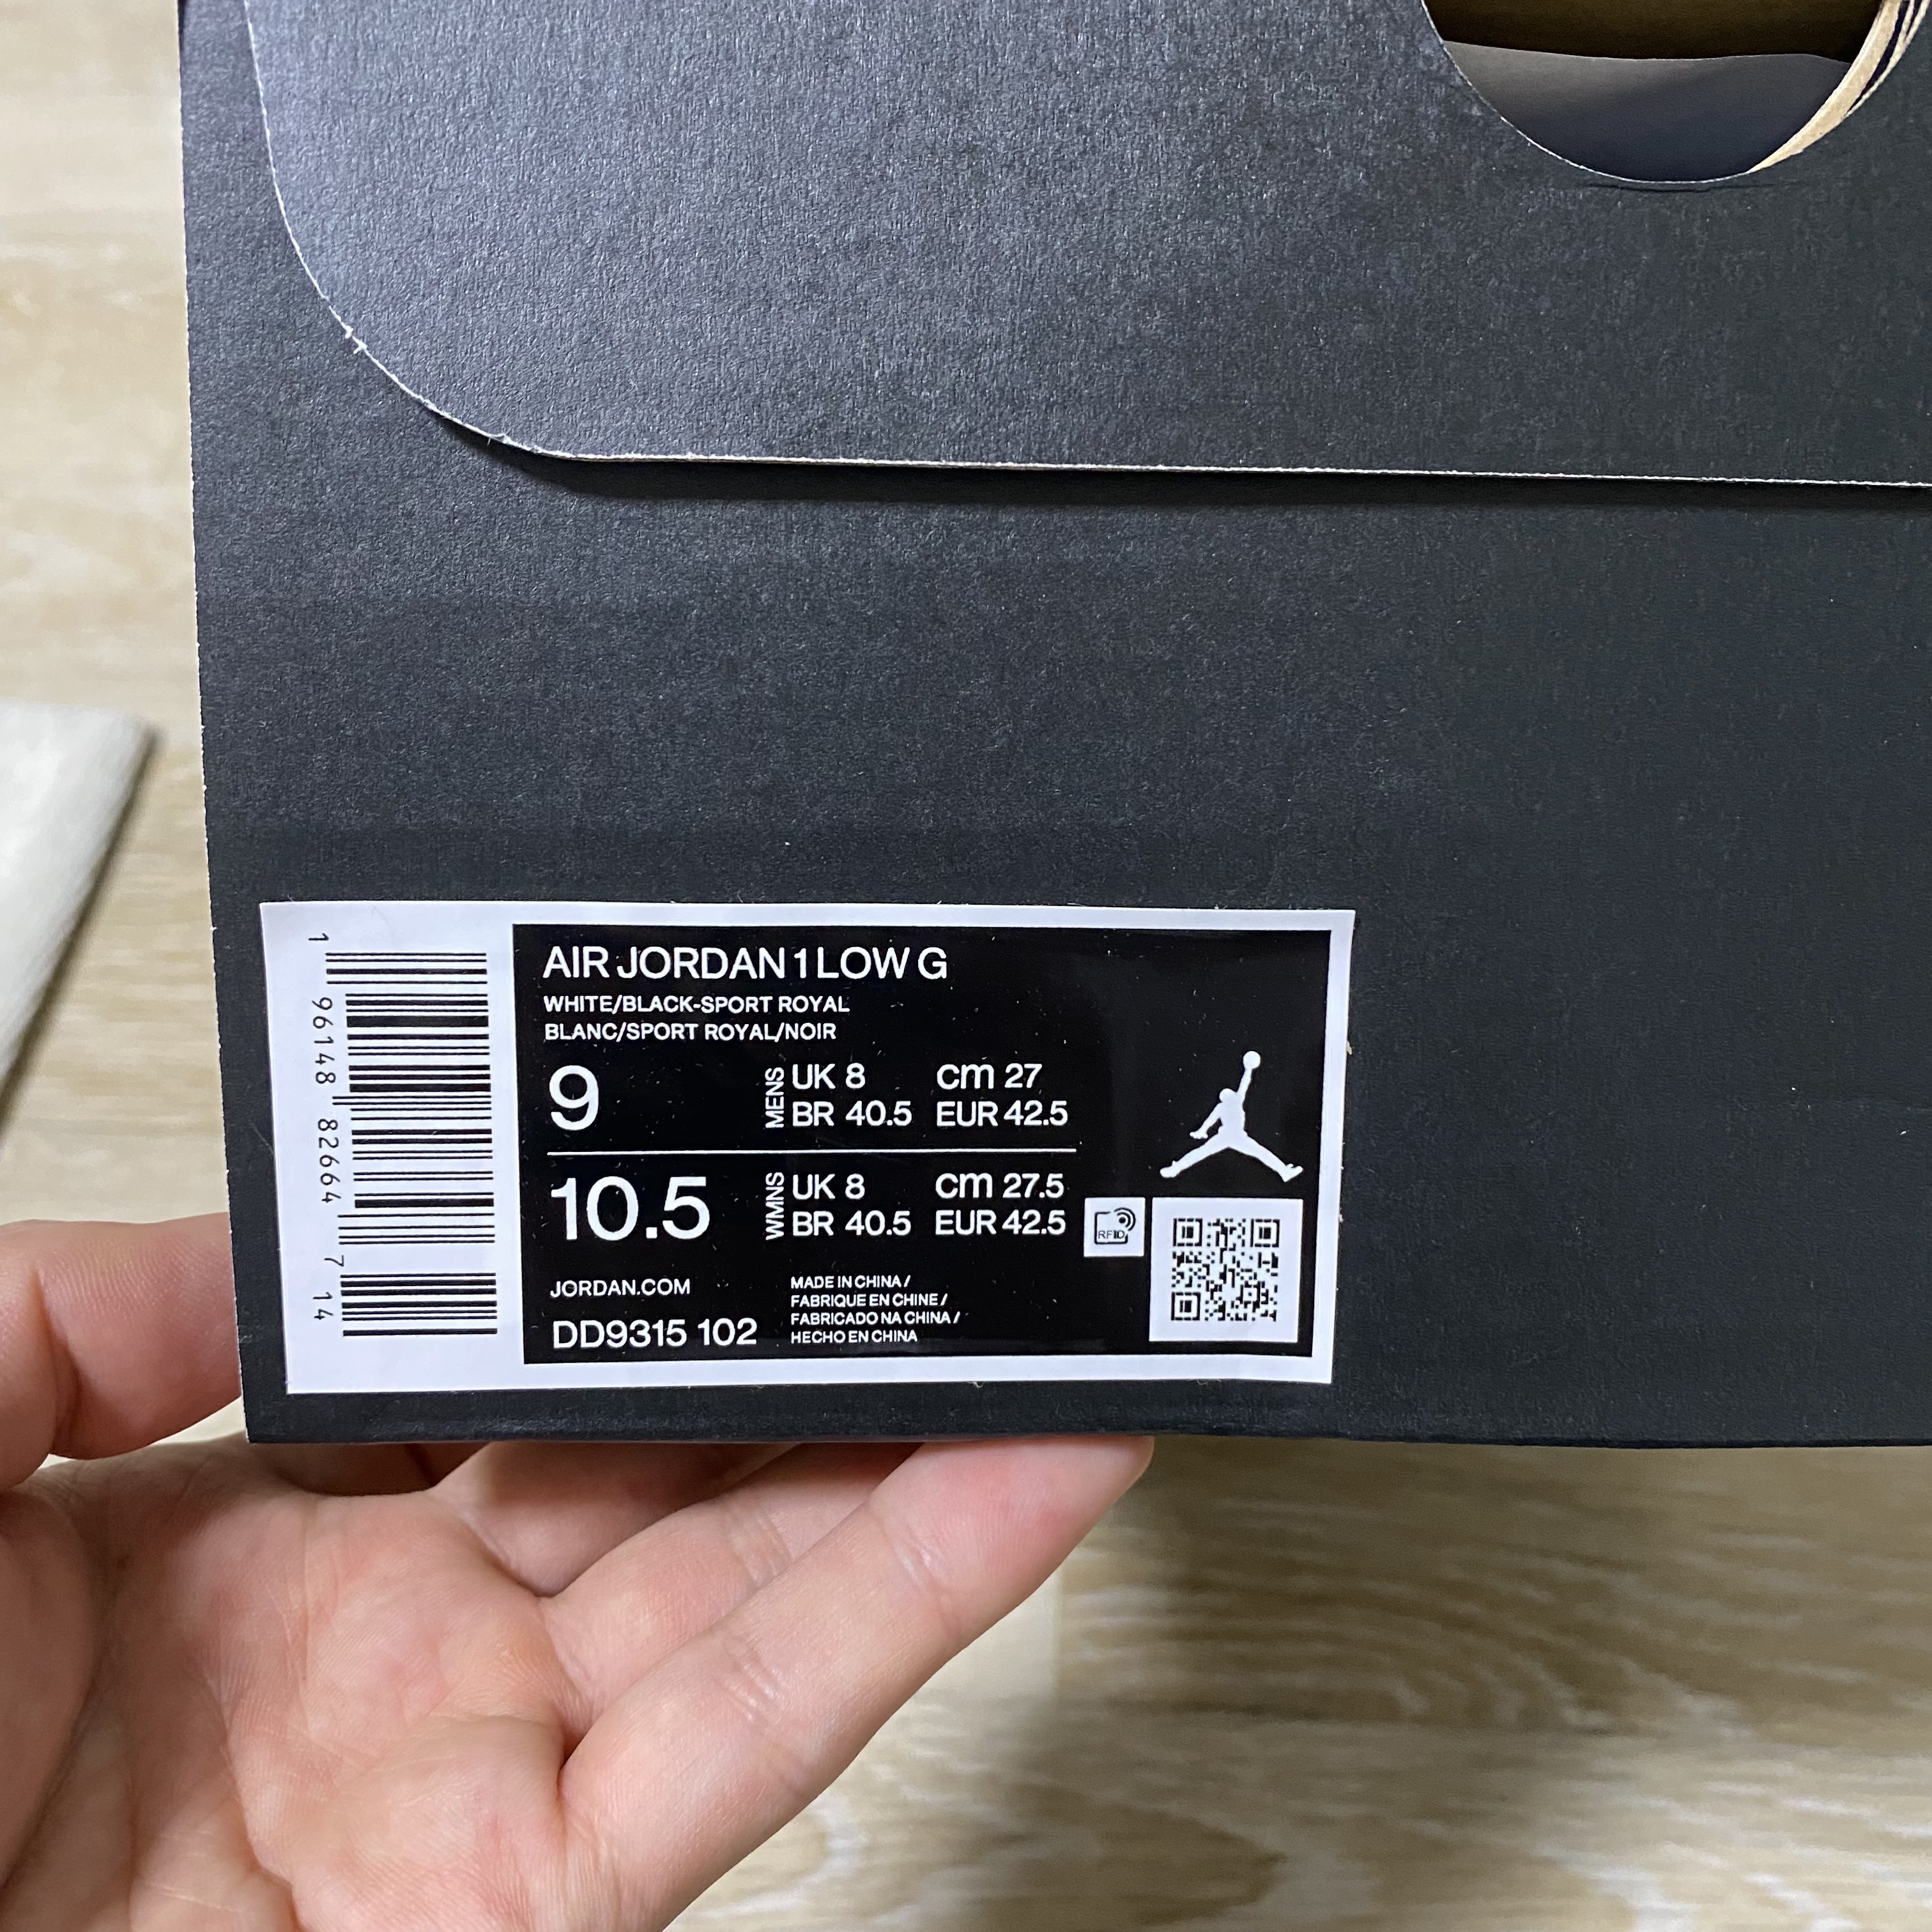 AIR JORDAN 1 LOW G
WHITE/BLACK-SPORT ROYAL
BLANC/SPORT ROYAL/NOIR
9
MENS
UK 8 cm 27
BR 40.5 EUR 42.5
10.5
WMNS
UK 8 cm 27.5
BR 40.5 EUR 42.5
JORDAN.COM
DD9315 102
MADE IN CHINA /
FABRIQUE EN CHINE /
FABRICADO NA CHINA /
HECHO EN CHINA
RFID
1 96148 82664 7 14